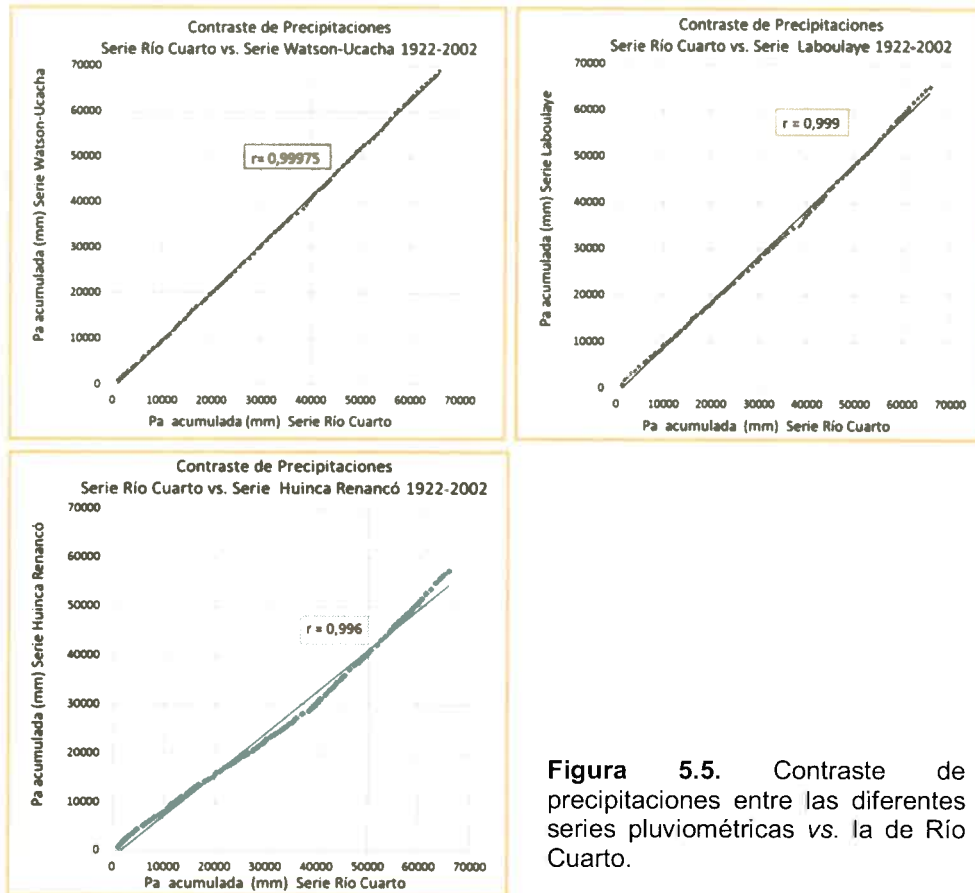 Contraste de Precipitaciones
Serie Río Cuarto vs. Serie Watson-Ucacha 1922-2002
Pa acumulada (mm) Serie Watson-Ucacha
70000
60000
50000
40000
30000
20000
10000
0
r= 0,99975
0 10000 20000 30000 40000 50000 60000 70000
Pa acumulada (mm) Serie Río Cuarto
Contraste de Precipitaciones
Serie Río Cuarto vs. Serie Laboulaye 1922-2002
Pa acumulada (mm) Serie Laboulaye
70000
60000
50000
40000
30000
20000
10000
0
r = 0,999
0 10000 20000 30000 40000 50000 60000 70000
Pa acumulada (mm) Serie Río Cuarto
Contraste de Precipitaciones
Serie Río Cuarto vs. Serie Huinca Renancó 1922-2002
Pa acumulada (mm) Serie Huinca Renancó
70000
60000
50000
40000
30000
20000
10000
0
r = 0,996
0 10000 20000 30000 40000 50000 60000 70000
Pa acumulada (mm) Serie Río Cuarto
Figura 5.5. Contraste de
precipitaciones entre las diferentes
series pluviométricas vs. la de Río
Cuarto.